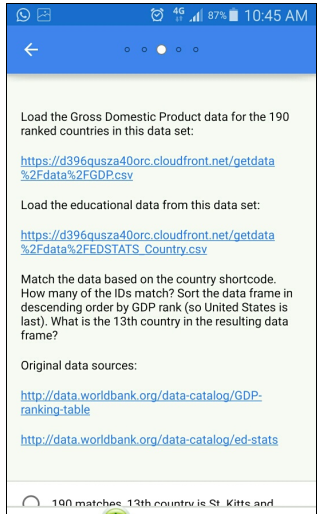 4G 87% 10:45 AM
Load the Gross Domestic Product data for the 190
ranked countries in this data set:
https://d396qusza40orc.cloudfront.net/getdata
%2Fdata%2FGDP.csv
Load the educational data from this data set:
https://d396qusza40orc.cloudfront.net/getdata
%2Fdata%2FEDSTATS_Country.csv
Match the data based on the country shortcode.
How many of the IDs match? Sort the data frame in
descending order by GDP rank (so United States is
last). What is the 13th country in the resulting data
frame?
Original data sources:
http://data.worldbank.org/data-catalog/GDP-
ranking-table
http://data.worldbank.org/data-catalog/ed-stats
190 matches, 13th country is St. Kitts and